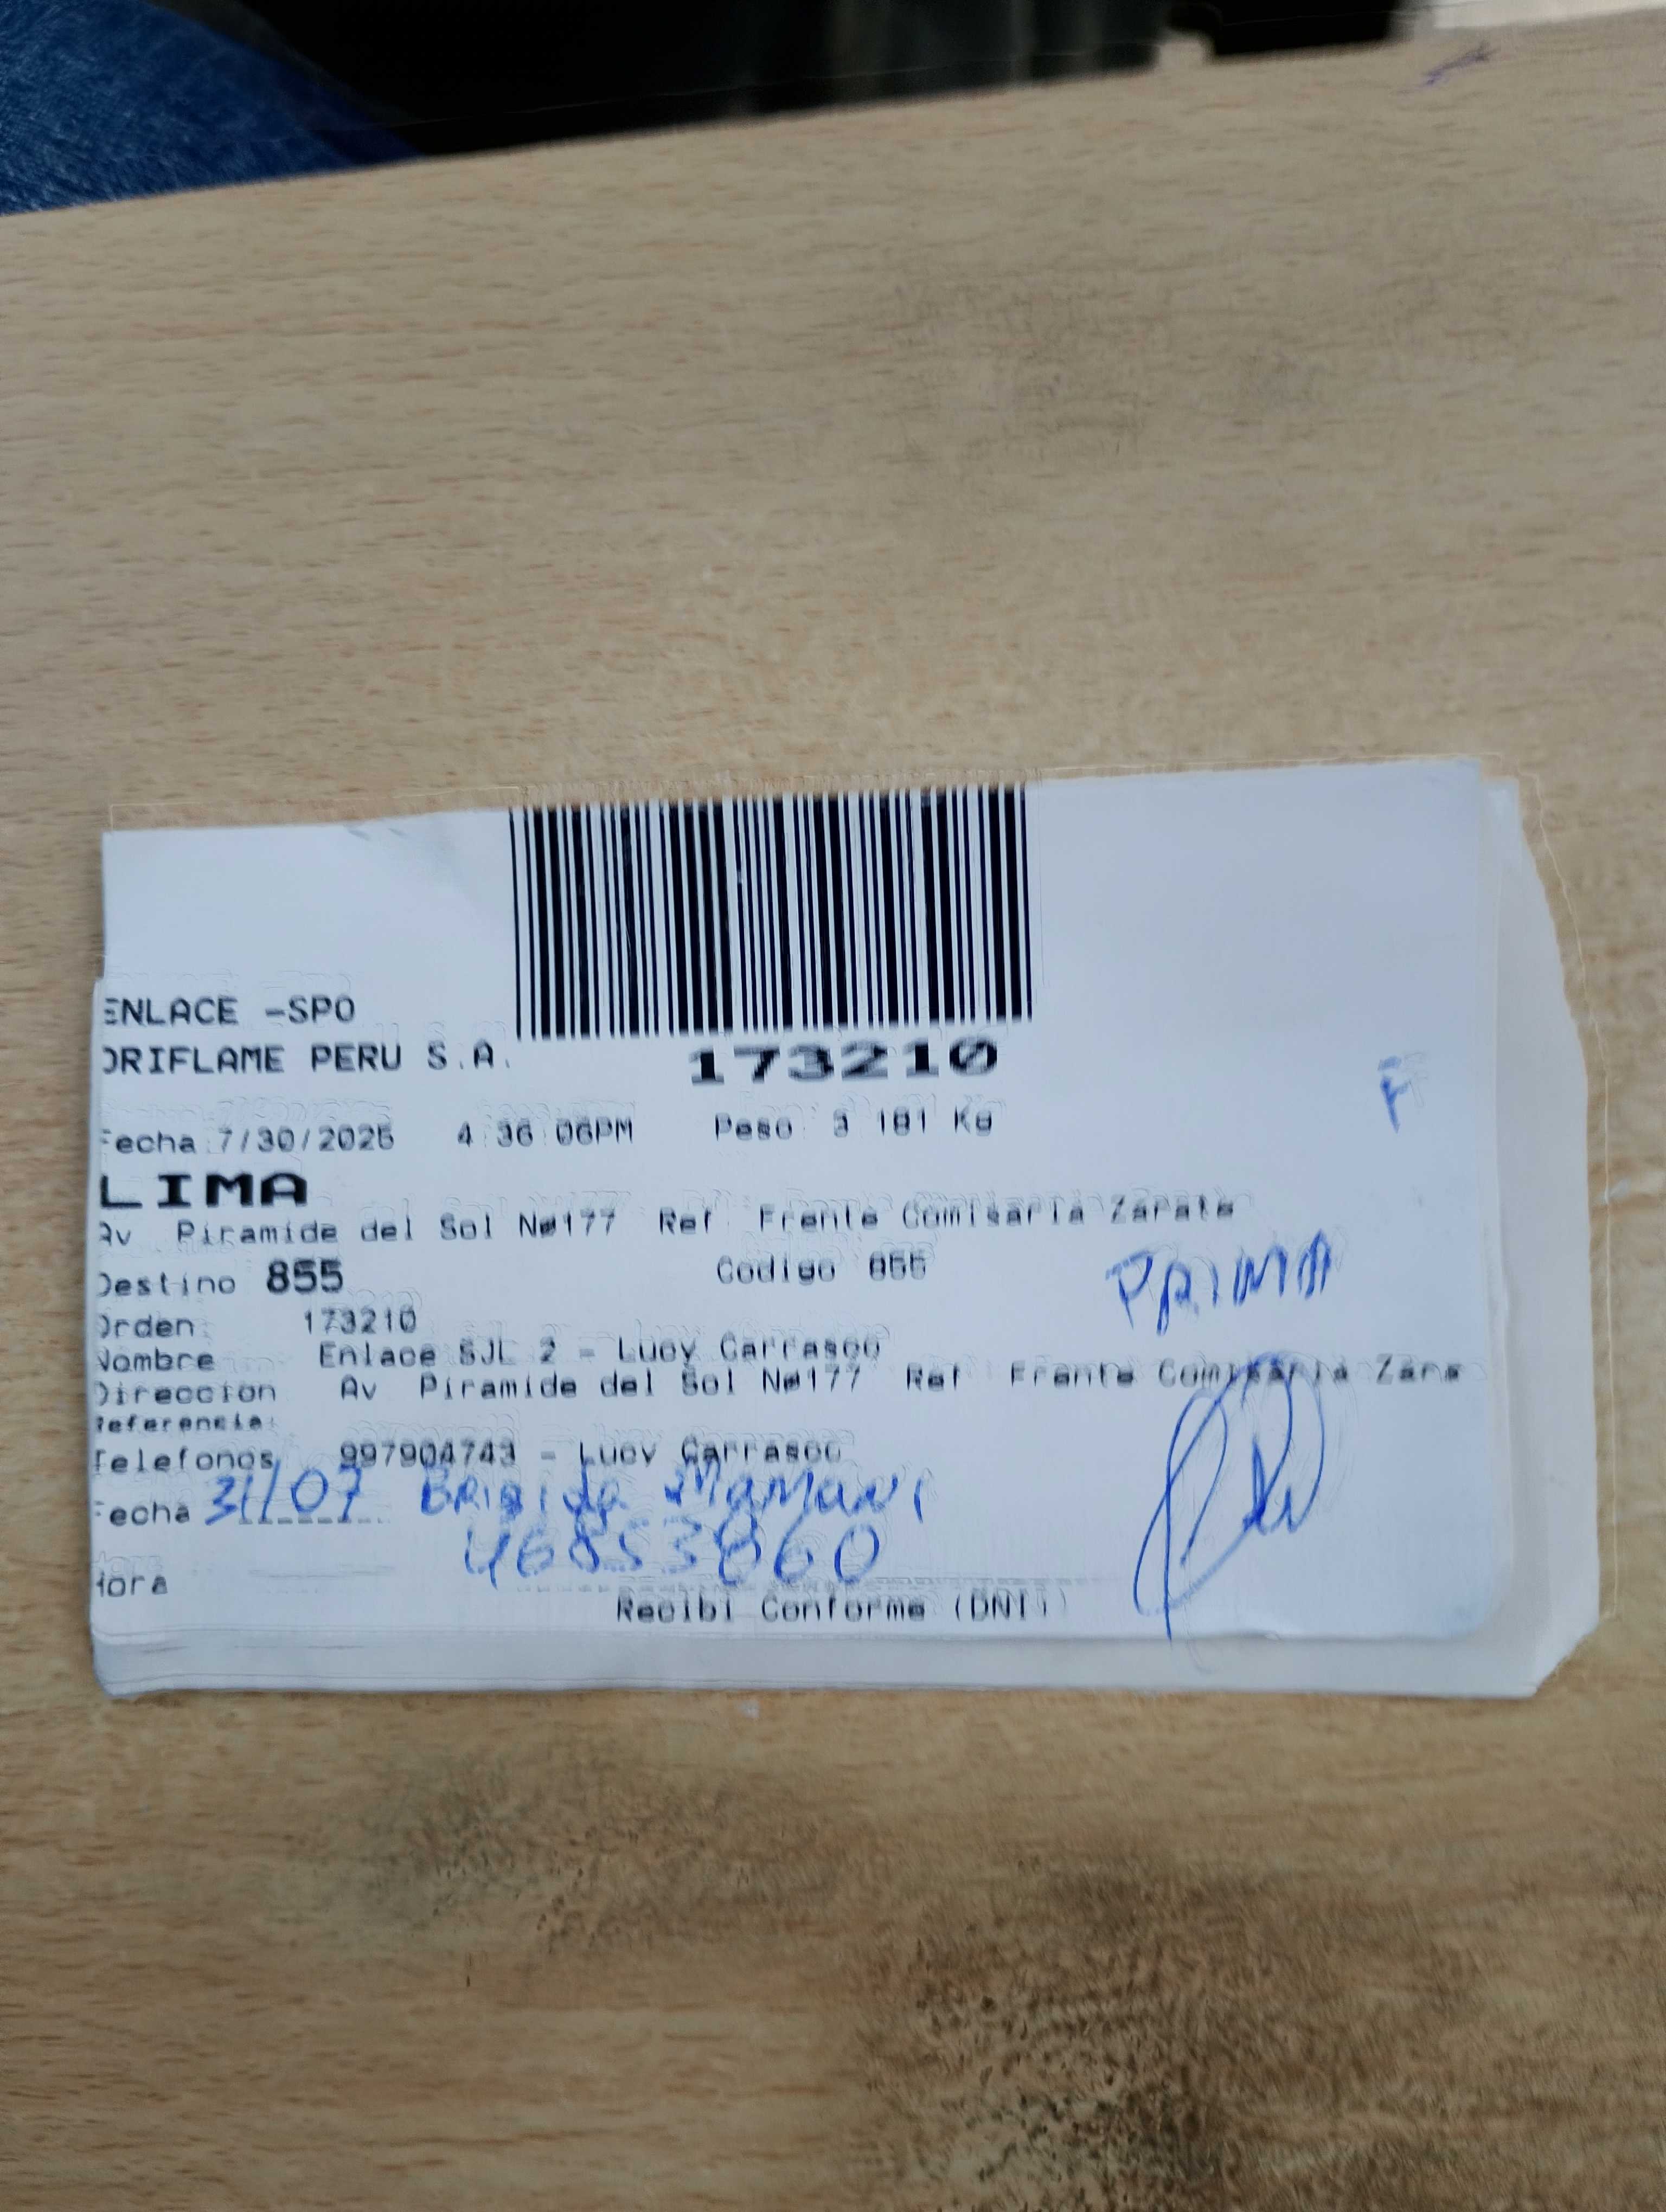 ENLACE -SPO
ORIFLAME PERU S.A.
173210
Fecha 7/30/2025 4 36 06PM Peso 3 181 Kg
LIMA
Av Piramide del Sol Nø177 Ref Frente Comisaria Zarate
Destino 855 Codigo 855
Orden 173210
Nombre Enlace SJL 2 - Lucy Carrasco
Direccion Av Piramide del Sol Nø177 Ref Frente Comisaria Zara
Referencia:
Telefonos 997904743 - Lucy Carrasco
Fecha 31/07 Brigida Mamani
46853860
Hora
Recibi Conforme (DNI)
F
PRIMA